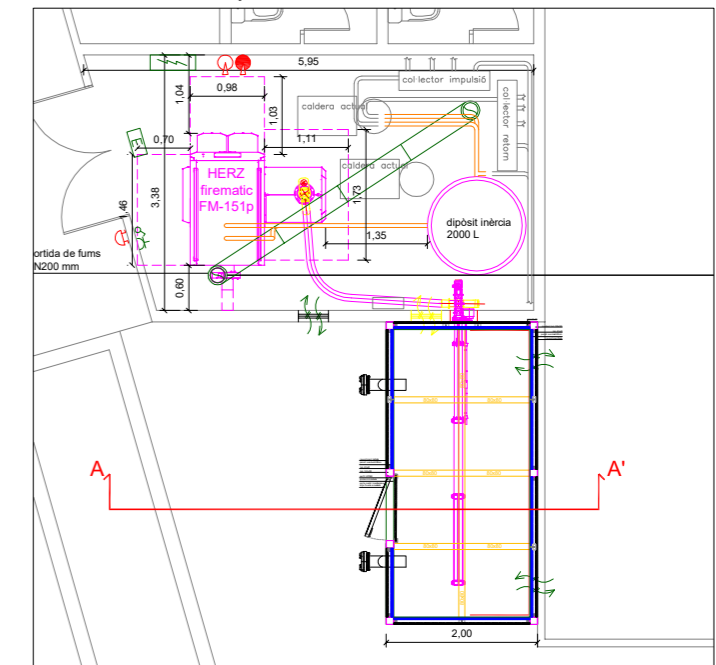 5,95
col·lector impulsió
col·lector retorn
0,98
1,04
1,03
caldera actual
0,70
1,11
caldera actual
HERZ
firematic
FM-151p
1,46
3,38
1,73
dipòsit inèrcia
2000 L
1,35
ortida de fums
N200 mm
0,60
A
A'
2,00